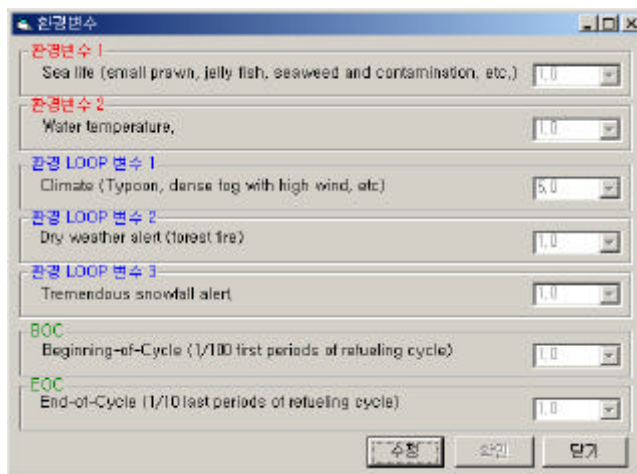 환경변수
환경변수 1
Sea life (small prawn, jelly fish, seaweed and contamination, etc,) 1,0
환경변수 2
Water temperature, 1,0
환경 LOOP 변수 1
Climate (Typoon, dense fog with high wind, etc) 5,0
환경 LOOP 변수 2
Dry weather alert (forest fire) 1,0
환경 LOOP 변수 3
Tremendous snowfall alert, 1,0
BOC
Beginning-of-Cycle (1/100 first periods of refueling cycle) 1,0
EOC
End-of-Cycle (1/10 last periods of refueling cycle) 1,0
수정 확인 닫기